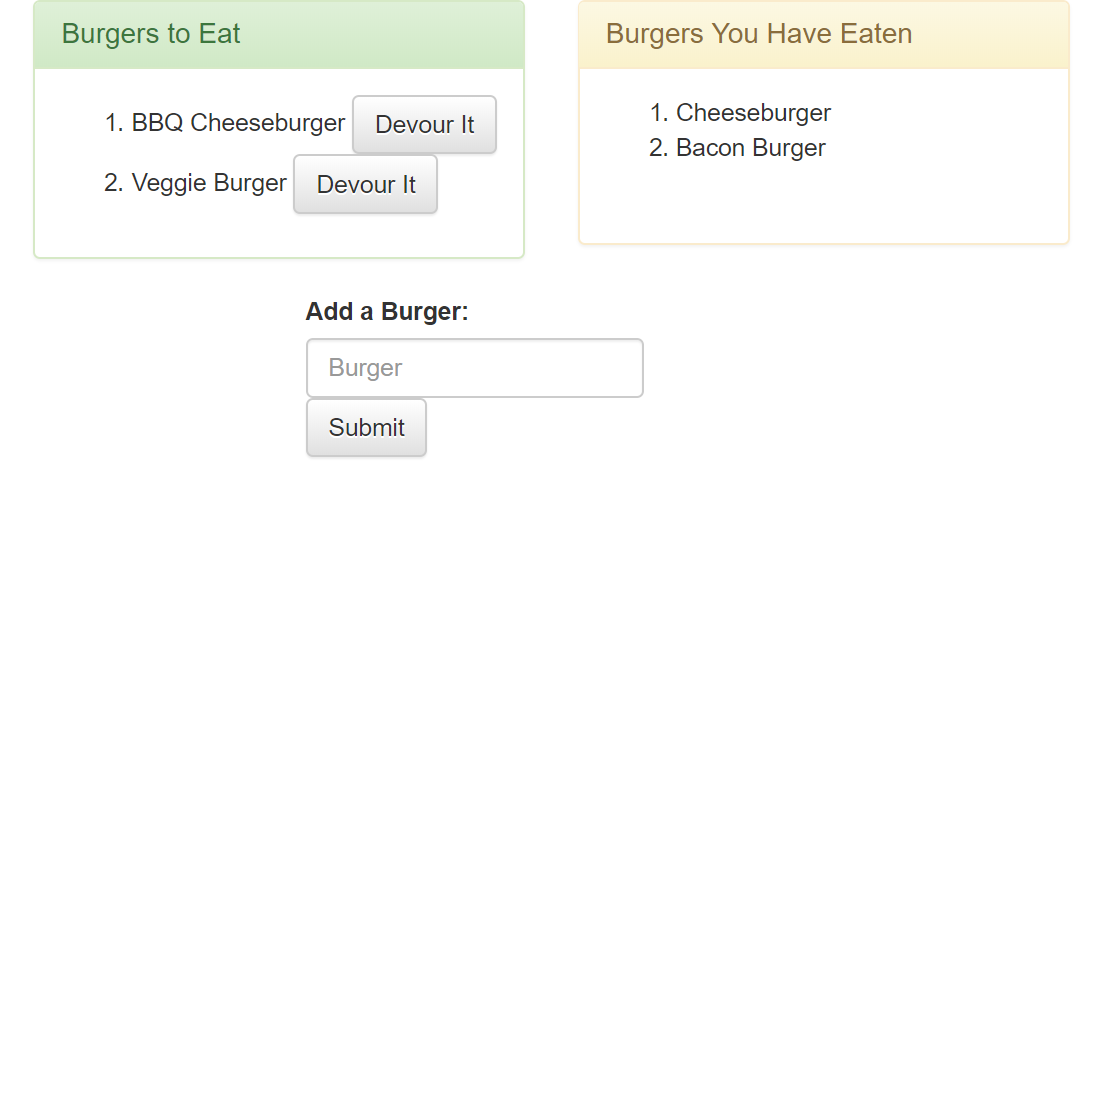 Burgers to Eat
1. BBQ Cheeseburger Devour It
2. Veggie Burger Devour It
Burgers You Have Eaten
1. Cheeseburger
2. Bacon Burger
Add a Burger:
Burger
Submit